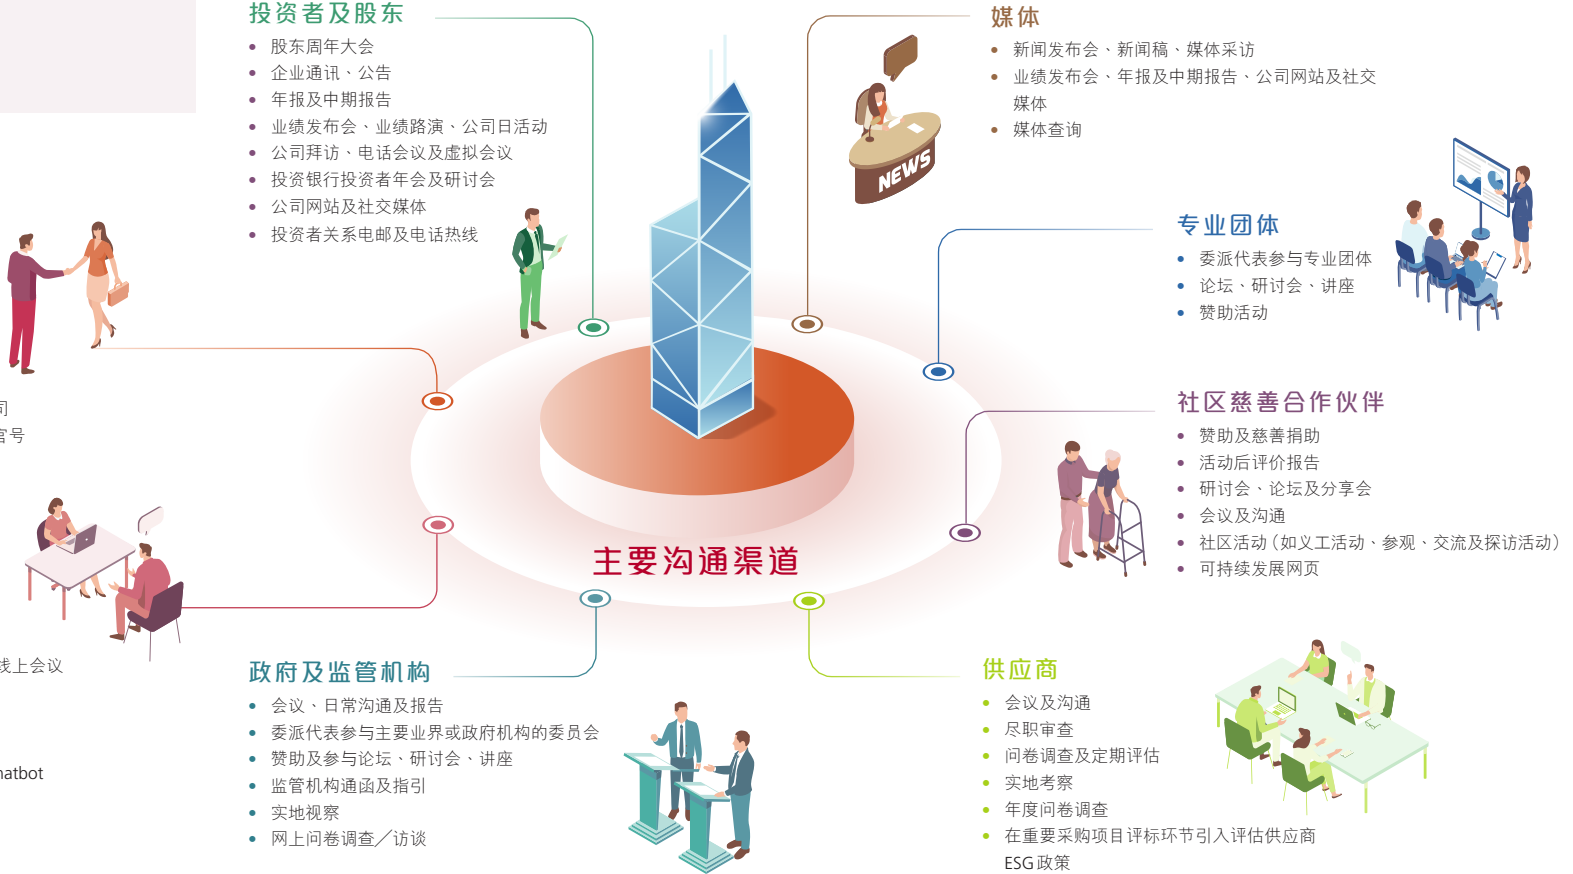 投资者及股东
• 股东周年大会
• 企业通讯、公告
• 年报及中期报告
• 业绩发布会、业绩路演、公司日活动
• 公司拜访、电话会议及虚拟会议
• 投资银行投资者年会及研讨会
• 公司网站及社交媒体
• 投资者关系电邮及电话热线
媒体
• 新闻发布会、新闻稿、媒体采访
• 业绩发布会、年报及中期报告、公司网站及社交
媒体
• 媒体查询
NEWS
专业团体
• 委派代表参与专业团体
• 论坛、研讨会、讲座
• 赞助活动
司
官号
社区慈善合作伙伴
• 赞助及慈善捐助
• 活动后评价报告
• 研讨会、论坛及分享会
• 会议及沟通
• 社区活动（如义工活动、参观、交流及探访活动）
• 可持续发展网页
主要沟通渠道
线上会议
hatbot
政府及监管机构
• 会议、日常沟通及报告
• 委派代表参与主要业界或政府机构的委员会
• 赞助及参与论坛、研讨会、讲座
• 监管机构通函及指引
• 实地视察
• 网上问卷调查／访谈
供应商
• 会议及沟通
• 尽职审查
• 问卷调查及定期评估
• 实地考察
• 年度问卷调查
• 在重要采购项目评标环节引入评估供应商
ESG 政策